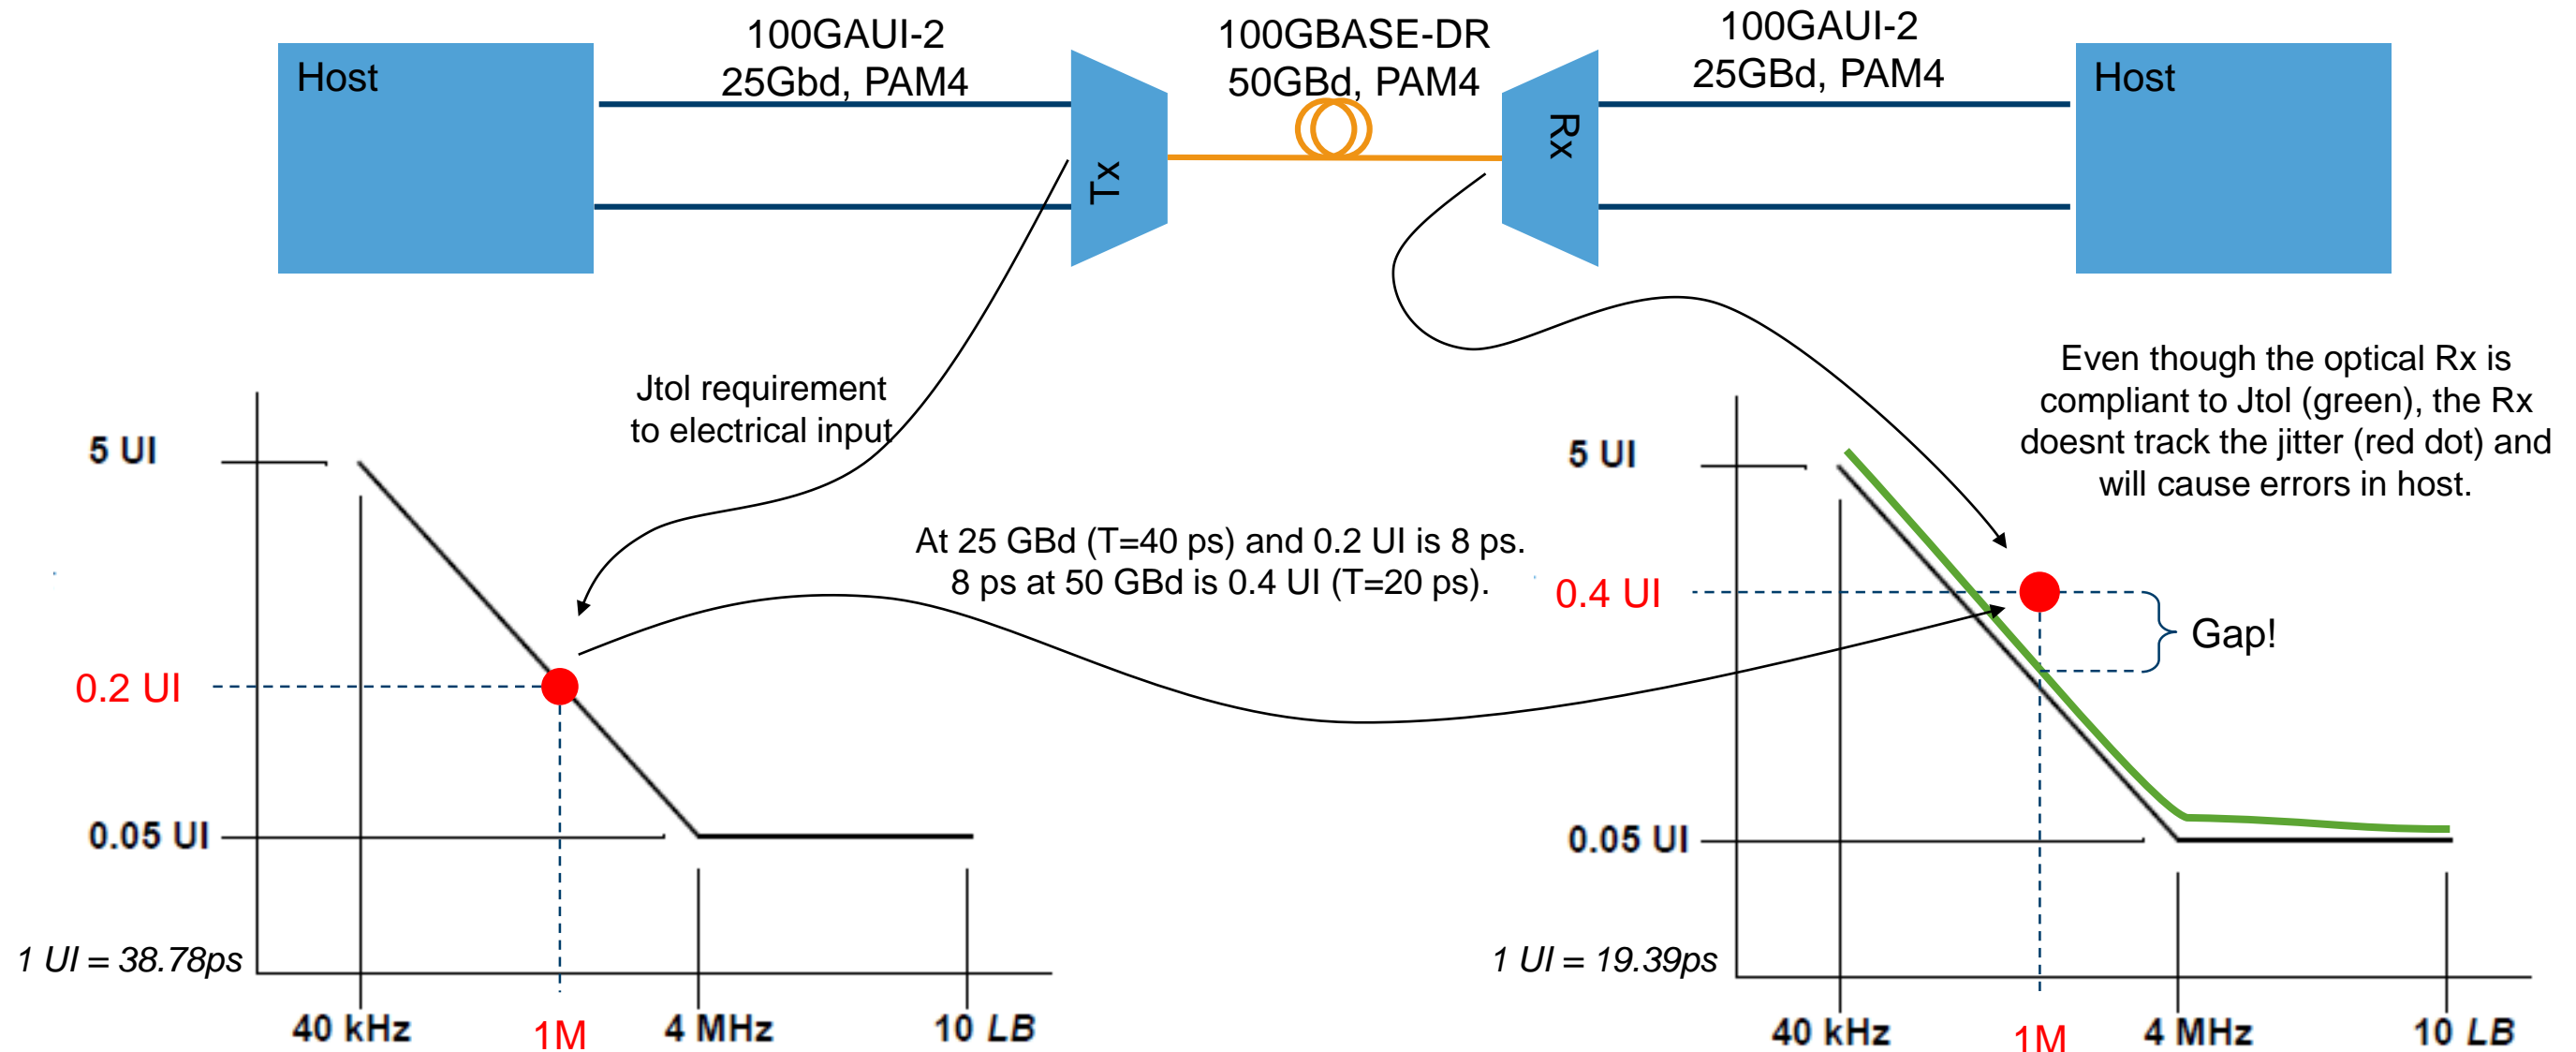 Host
100GAUI-2
25Gbd, PAM4
Tx
100GBASE-DR
50GBd, PAM4
Rx
100GAUI-2
25GBd, PAM4
Host
Jtol requirement
to electrical input
Even though the optical Rx is
compliant to Jtol (green), the Rx
doesnt track the jitter (red dot) and
will cause errors in host.
At 25 GBd (T=40 ps) and 0.2 UI is 8 ps.
8 ps at 50 GBd is 0.4 UI (T=20 ps).
5 UI
0.2 UI
0.05 UI
1 UI = 38.78ps
40 kHz
1M
4 MHz
10 LB
5 UI
0.4 UI
Gap!
0.05 UI
1 UI = 19.39ps
40 kHz
1M
4 MHz
10 LB